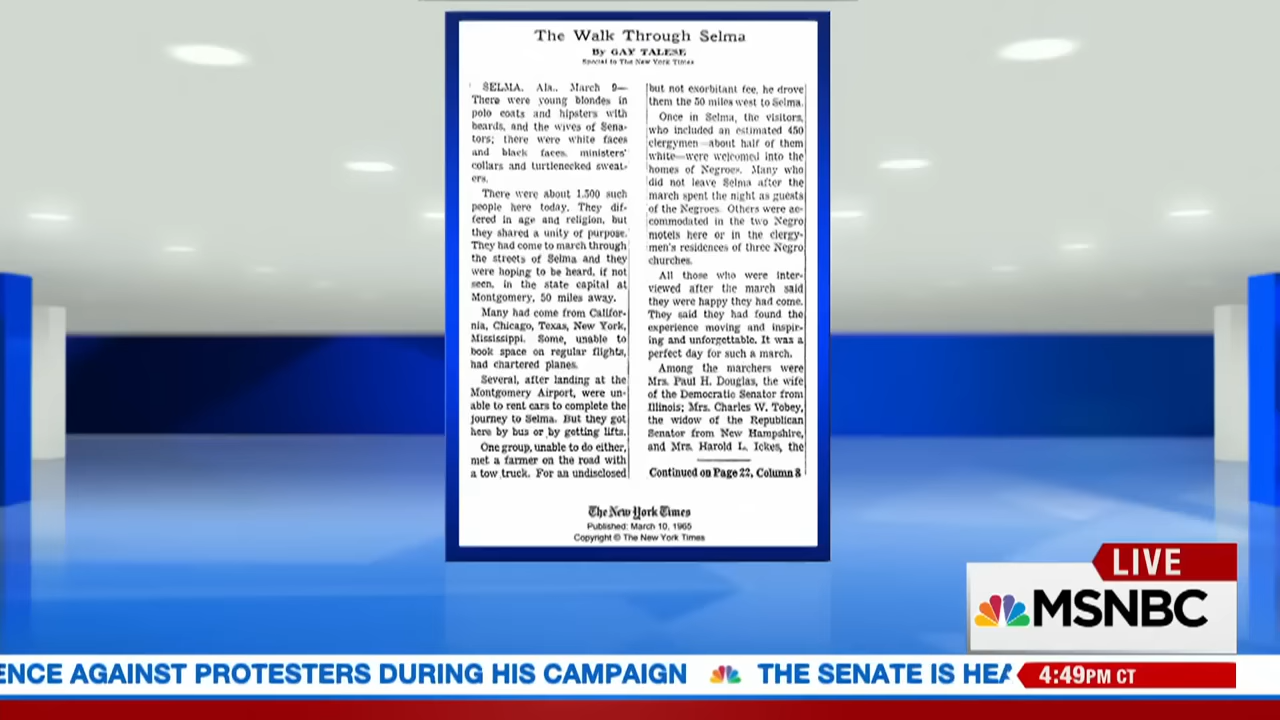 The Walk Through Selma
By GAY TALESE
Special to The New York Times
SELMA, Ala., March 9—
There were young blondes in
polo coats and hipsters with
beards, and the wives of Sena-
tors; there were white faces
and black faces, ministers'
collars and turtlenecked sweat-
ers.
There were about 1,500 such
people here today. They dif-
fered in age and religion, but
they shared a unity of purpose.
They had come to march through
the streets of Selma and they
were hoping to be heard, if not
seen, in the state capital at
Montgomery, 50 miles away.
Many had come from Califor-
nia, Chicago, Texas, New York,
Mississippi. Some, unable to
book space on regular flights,
had chartered planes.
Several, after landing at the
Montgomery Airport, were un-
able to rent cars to complete the
journey to Selma. But they got
here by bus or by getting lifts.
One group, unable to do either,
met a farmer on the road with
a tow truck. For an undisclosed
but not exorbitant fee, he drove
them the 50 miles west to Selma.
Once in Selma, the visitors,
who included an estimated 450
clergymen—about half of them
white—were welcomed into the
homes of Negroes. Many who
did not leave Selma after the
march spent the night as guests
of the Negroes. Others were ac-
commodated in the two Negro
motels here or in the clergy-
men's residences of three Negro
churches.
All those who were inter-
viewed after the march said
they were happy they had come.
They said they had found the
experience moving and inspir-
ing and unforgettable. It was a
perfect day for such a march.
Among the marchers were
Mrs. Paul H. Douglas, the wife
of the Democratic Senator from
Illinois; Mrs. Charles W. Tobey,
the widow of the Republican
Senator from New Hampshire,
and Mrs. Harold L. Ickes, the
Continued on Page 22, Column 8
The New York Times
Published: March 10, 1965
Copyright © The New York Times
LIVE
MSNBC
ENCE AGAINST PROTESTERS DURING HIS CAMPAIGN THE SENATE IS HEA
4:49PM CT